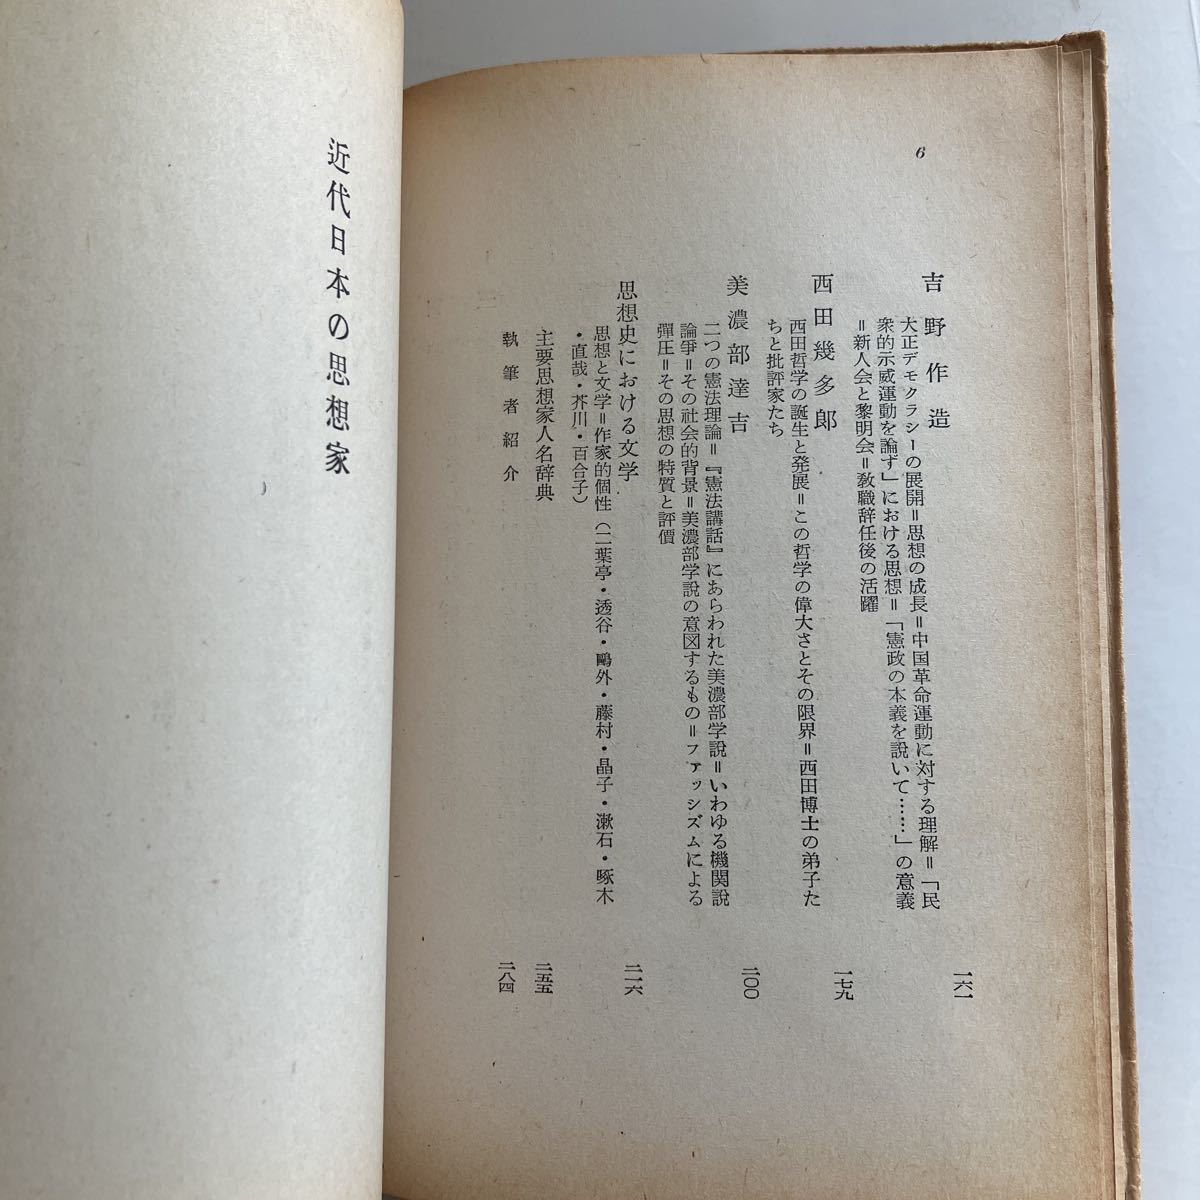 6
吉野作造
大正デモクラシーの展開＝思想の成長＝中国革命運動に対する理解＝「民
衆的示威運動を論ず」における思想＝「憲政の本義を説いて……」の意義
＝新人会と黎明会＝教職辞任後の活躍
一六一
西田幾多郎
西田哲学の誕生と発展＝この哲学の偉大さとその限界＝西田博士の弟子た
ちと批評家たち
一七九
美濃部達吉
二つの憲法理論＝『憲法講話』にあらわれた美濃部学説＝いわゆる機関説
論爭＝その社会的背景＝美濃部学説の意図するもの＝ファッシズムによる
彈圧＝その思想の特質と評價
二〇〇
思想史における文学
思想と文学＝作家的個性（二葉亭・透谷・鷗外・藤村・晶子・漱石・啄木
・直哉・芥川・百合子）
二一六
主要思想家人名辞典
二五五
執筆者紹介
二八四
近代日本の思想家